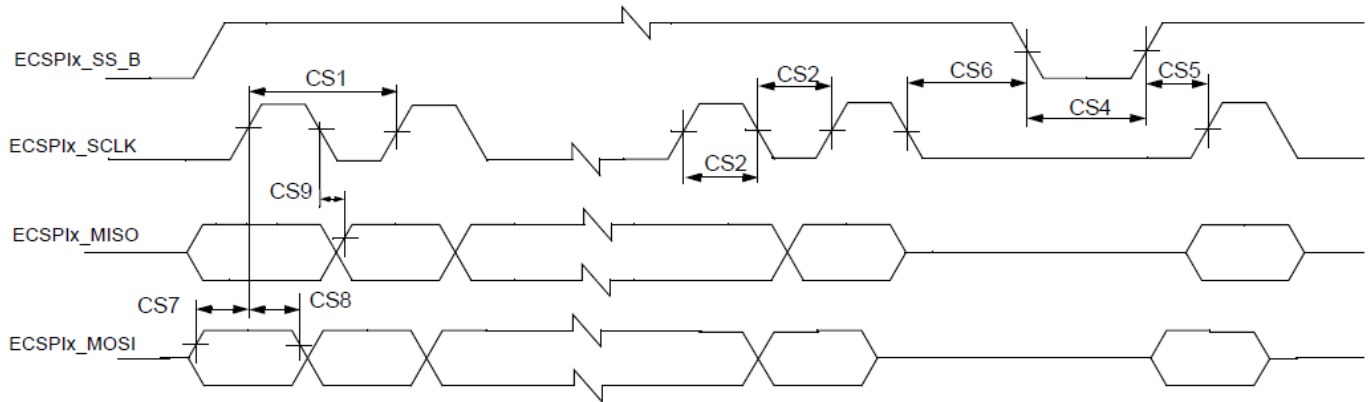 ECSPIx_SS_B
CS1
CS2
CS6
CS5
CS4
ECSPIx_SCLK
CS2
CS9
ECSPIx_MISO
CS7
CS8
ECSPIx_MOSI